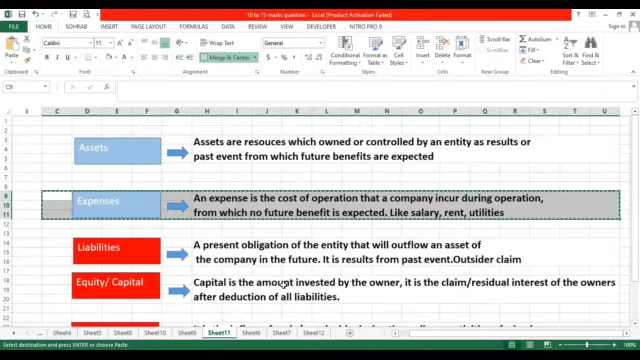 10 to 15 marks question - Excel (Product Activation Failed)
FILE HOME SOHRAB INSERT PAGE LAYOUT FORMULAS DATA REVIEW VIEW DEVELOPER NITRO PRO 9 Sign in
Calibri 11 Wrap Text General Scroll Bar AutoSum
Paste B I U Merge & Center $ % Conditional Formatting Format as Table Cell Styles ScrollBar Fill Clear Sort & Filter Find & Select
Clipboard Font Alignment Number Styles Editing
C9 fx
B C D E F G H I J K L M N O P Q R S T U
Assets
Assets are resouces which owned or controlled by an entity as results or
past event from which future benefits are expected
Expenses
An expense is the cost of operation that a company incur during operation,
from which no future benefit is expected. Like salary, rent, utilities
Liabilities
A present obligation of the entity that will outflow an asset of
the company in the future. It is results from past event.Outsider claim
Equity/ Capital
Capital is the amount invested by the owner, it is the claim/residual interest of the owners
after deduction of all liabilities.
... Sheet4 Sheet5 Sheet8 Sheet9 Sheet10 Sheet11 Sheet6 Sheet7 Sheet12
Select destination and press ENTER or choose Paste 100%